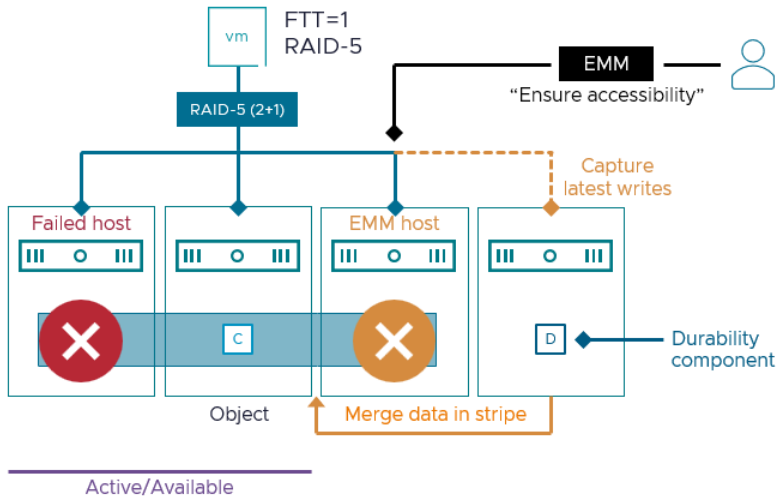 vm
FTT=1
RAID-5
EMM
"Ensure accessibility"
RAID-5 (2+1)
Capture
latest writes
Failed host
EMM host
C
D
Durability
component
Object
Merge data in stripe
Active/Available